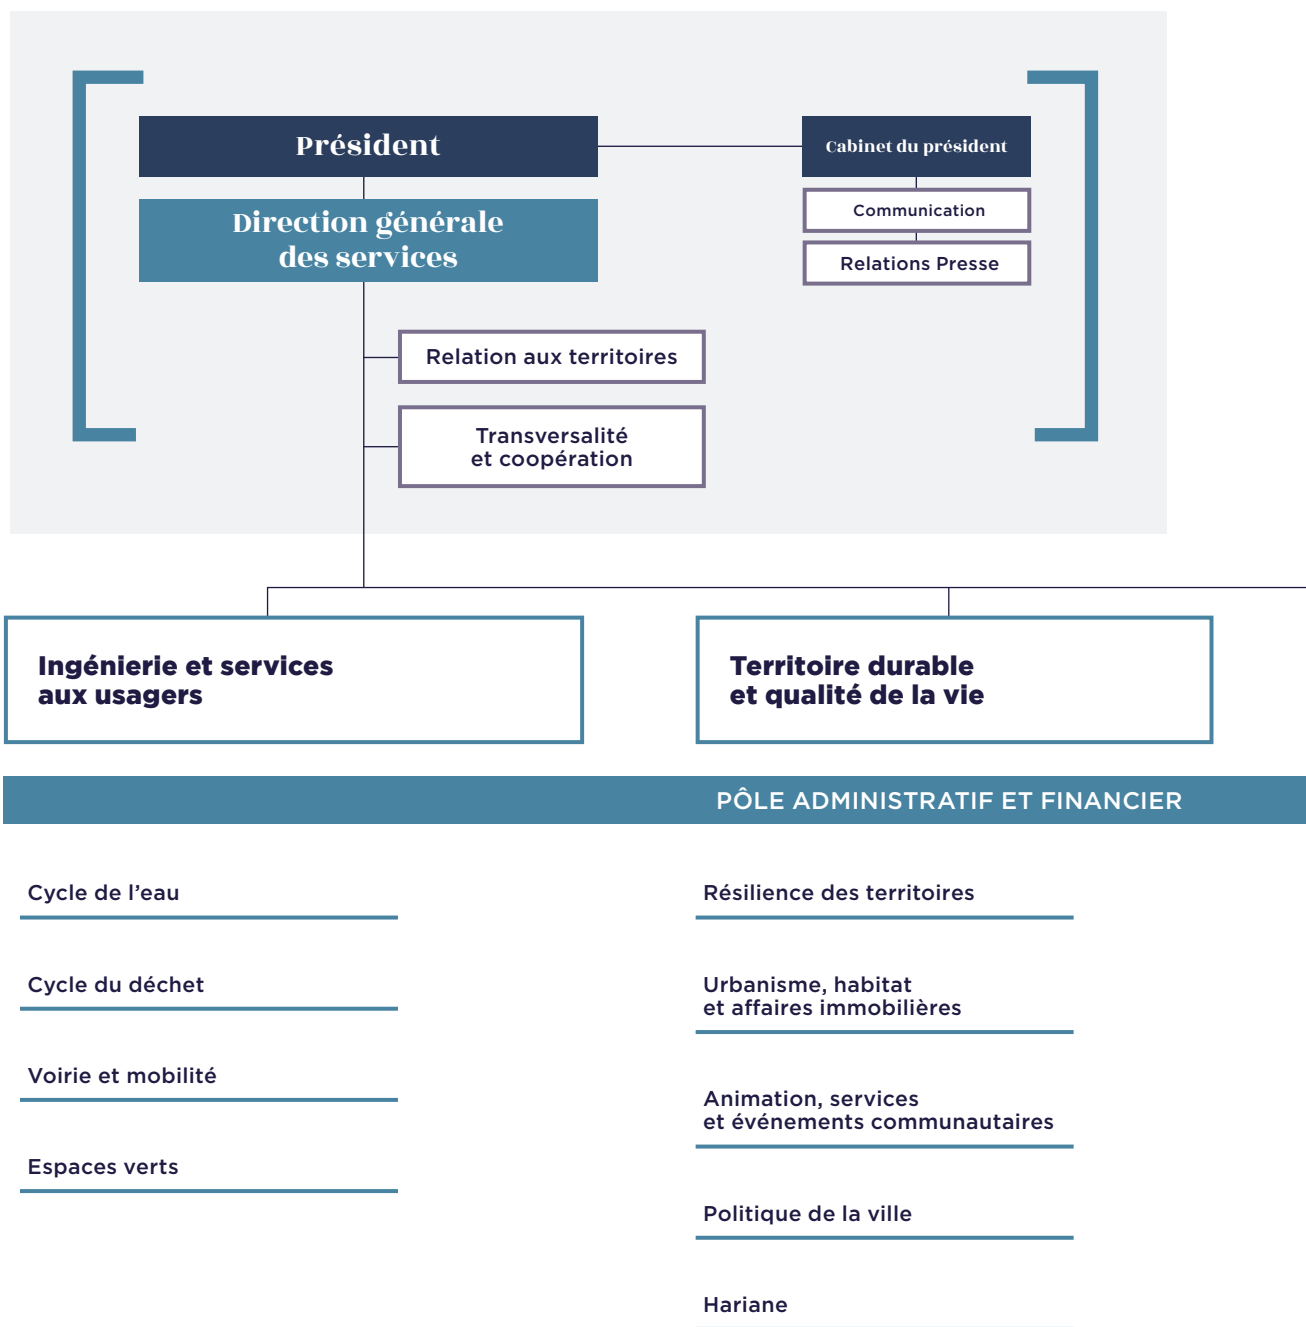 Président
Cabinet du président
Communication
Relations Presse
Direction générale
des services
Relation aux territoires
Transversalité
et coopération
Ingénierie et services
aux usagers
Territoire durable
et qualité de la vie
PÔLE ADMINISTRATIF ET FINANCIER
Cycle de l’eau
Cycle du déchet
Voirie et mobilité
Espaces verts
Résilience des territoires
Urbanisme, habitat
et affaires immobilières
Animation, services
et événements communautaires
Politique de la ville
Hariane